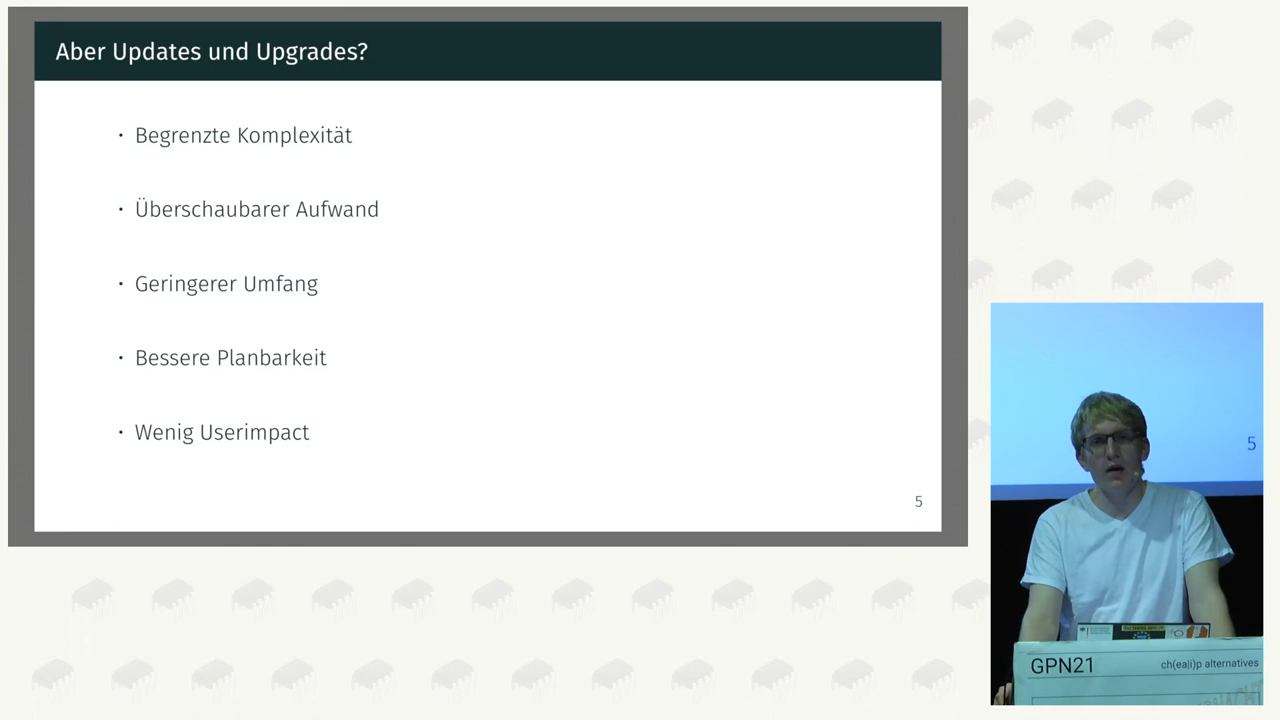 Aber Updates und Upgrades?
· Begrenzte Komplexität
· Überschaubarer Aufwand
· Geringerer Umfang
· Bessere Planbarkeit
· Wenig Userimpact
5
5
GPN21
ch(ea|i)p alternatives